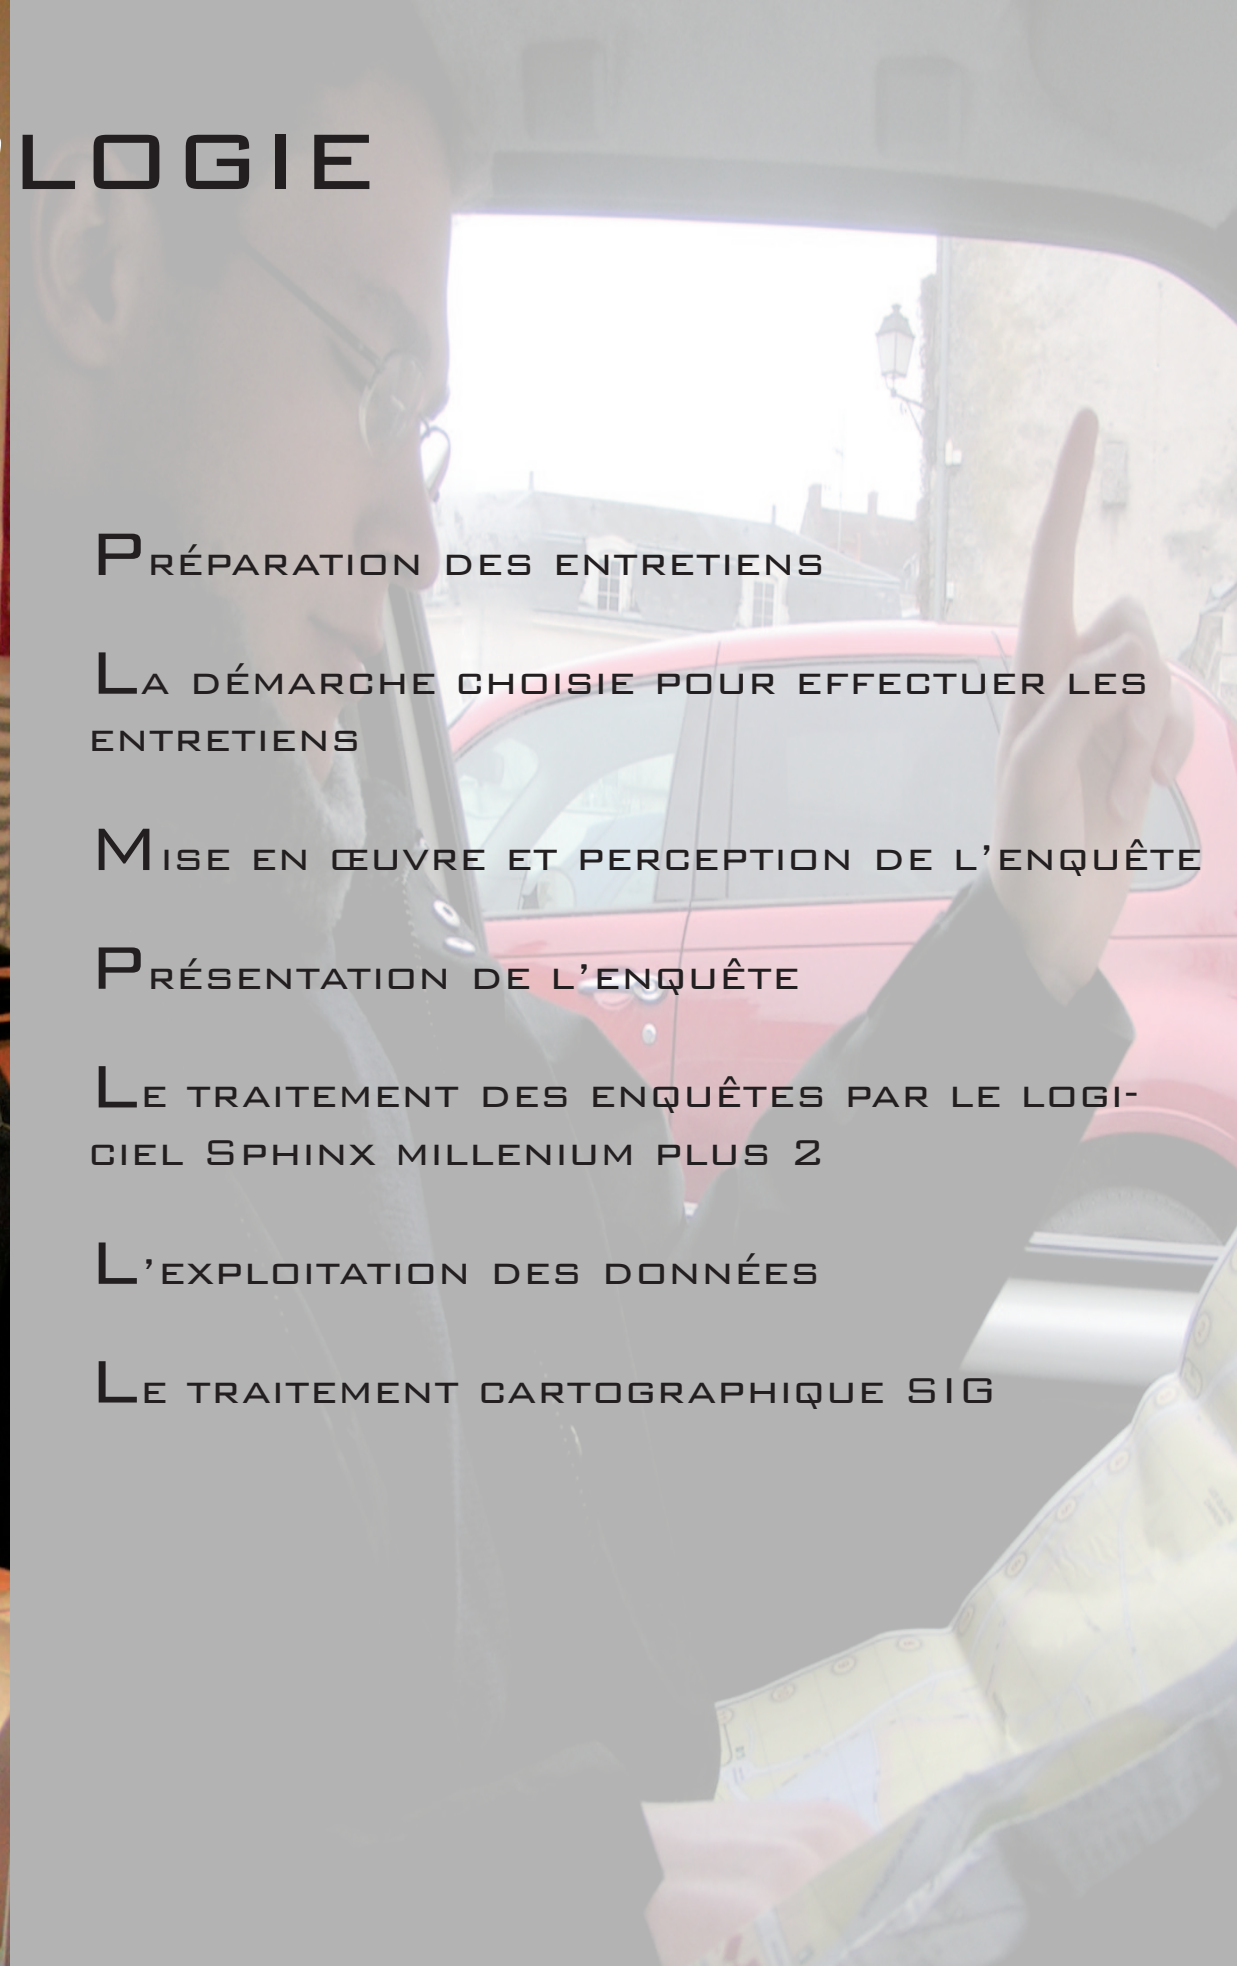 LOGIE
Préparation des entretiens
La démarche choisie pour effectuer les
entretiens
Mise en œuvre et perception de l’enquête
Présentation de l’enquête
Le traitement des enquêtes par le logi-
ciel Sphinx millenium plus 2
L’exploitation des données
Le traitement cartographique SIG